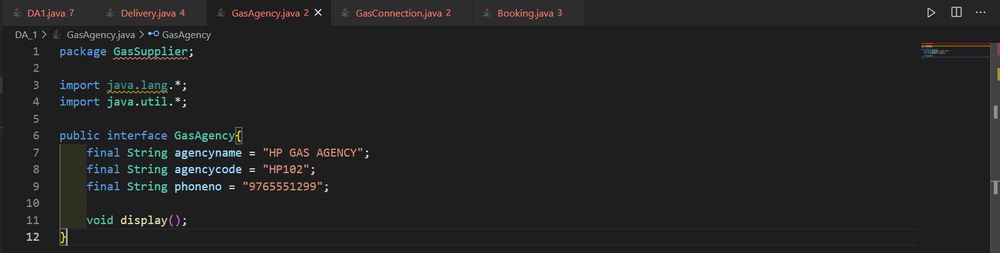 DA1.java 7 Delivery.java 4 GasAgency.java 2 GasConnection.java 2 Booking.java 3
DA_1 > GasAgency.java > GasAgency
1 package GasSupplier;
2
3 import java.lang.*;
4 import java.util.*;
5
6 public interface GasAgency{
7 final String agencyname = "HP GAS AGENCY";
8 final String agencycode = "HP102";
9 final String phoneno = "9765551299";
10
11 void display();
12 }